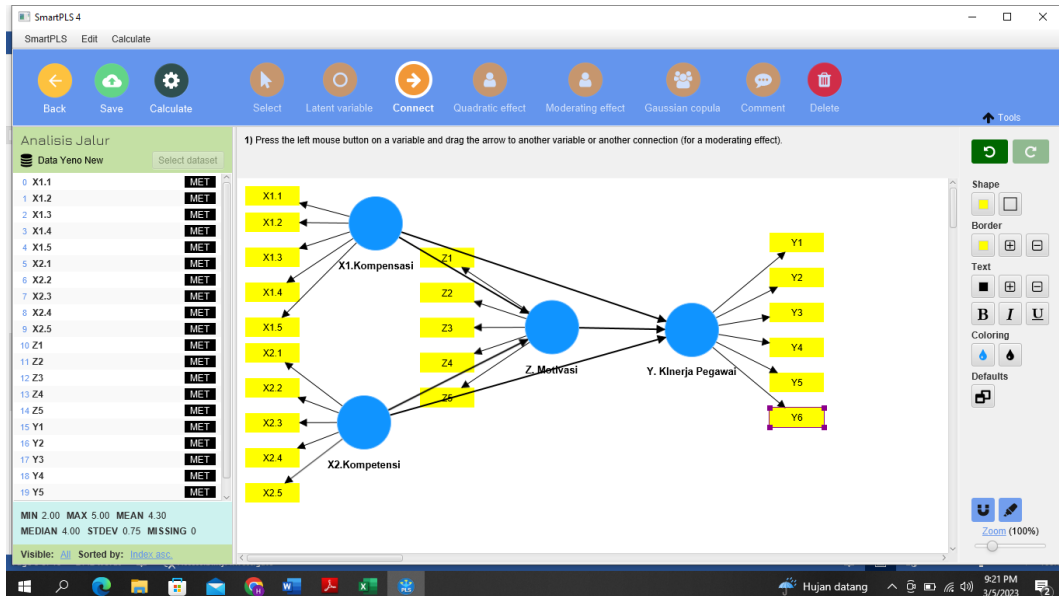 SmartPLS 4
SmartPLS Edit Calculate
Back Save Calculate Select Latent variable Connect Quadratic effect Moderating effect Gaussian copula Comment Delete
Tools
Analisis Jalur
Data Yeno New Select dataset
1) Press the left mouse button on a variable and drag the arrow to another variable or another connection (for a moderating effect).
0 X1.1 MET
1 X1.2 MET
2 X1.3 MET
3 X1.4 MET
4 X1.5 MET
5 X2.1 MET
6 X2.2 MET
7 X2.3 MET
8 X2.4 MET
9 X2.5 MET
10 Z1 MET
11 Z2 MET
12 Z3 MET
13 Z4 MET
14 Z5 MET
15 Y1 MET
16 Y2 MET
17 Y3 MET
18 Y4 MET
19 Y5 MET
MIN 2.00 MAX 5.00 MEAN 4.30
MEDIAN 4.00 STDEV 0.75 MISSING 0
Visible: All Sorted by: Index asc.
X1.1
X1.2
X1.3
X1.4
X1.5
X1.Kompensasi
X2.1
X2.2
X2.3
X2.4
X2.5
X2.Kompetensi
Z1
Z2
Z3
Z4
Z5
Z. Motivasi
Y. KInerja Pegawai
Y1
Y2
Y3
Y4
Y5
Y6
Shape
Border
Text
B I U
Coloring
Defaults
Zoom (100%)
Hujan datang
9:21 PM
3/5/2023